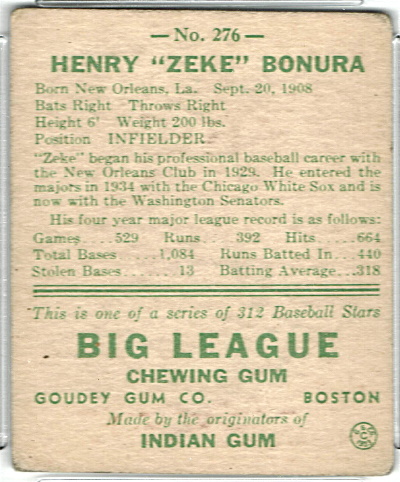 — No. 276 —
HENRY "ZEKE" BONURA
Born New Orleans, La. Sept. 20, 1908
Bats Right Throws Right
Height 6' Weight 200 lbs.
Position INFIELDER
"Zeke" began his professional baseball career with
the New Orleans Club in 1929. He entered the
majors in 1934 with the Chicago White Sox and is
now with the Washington Senators.
His four year major league record is as follows:
Games....529 Runs... 392 Hits ....664
Total Bases ....1,084 Runs Batted In...440
Stolen Bases......13 Batting Average...318
This is one of a series of 312 Baseball Stars
BIG LEAGUE
CHEWING GUM
GOUDEY GUM CO. BOSTON
Made by the originators of
INDIAN GUM